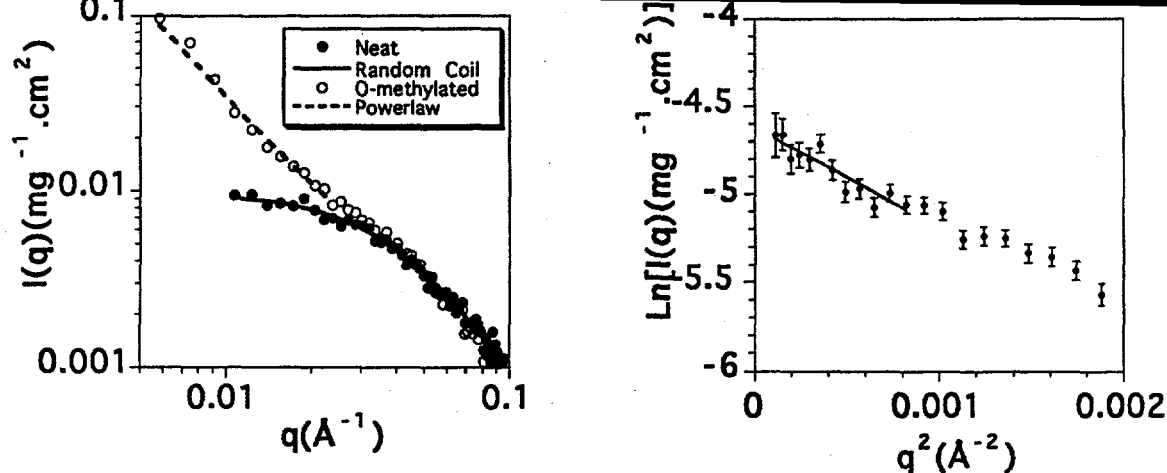 0.1
0.01
0.001
I(q)(mg⁻¹.cm²)
Neat
Random Coil
O-methylated
Powerlaw
0.01
0.1
q(Å⁻¹)
Ln[I(q)(mg⁻¹.cm²)]
-4
-4.5
-5
-5.5
-6
0
0.001
0.002
q²(Å⁻²)